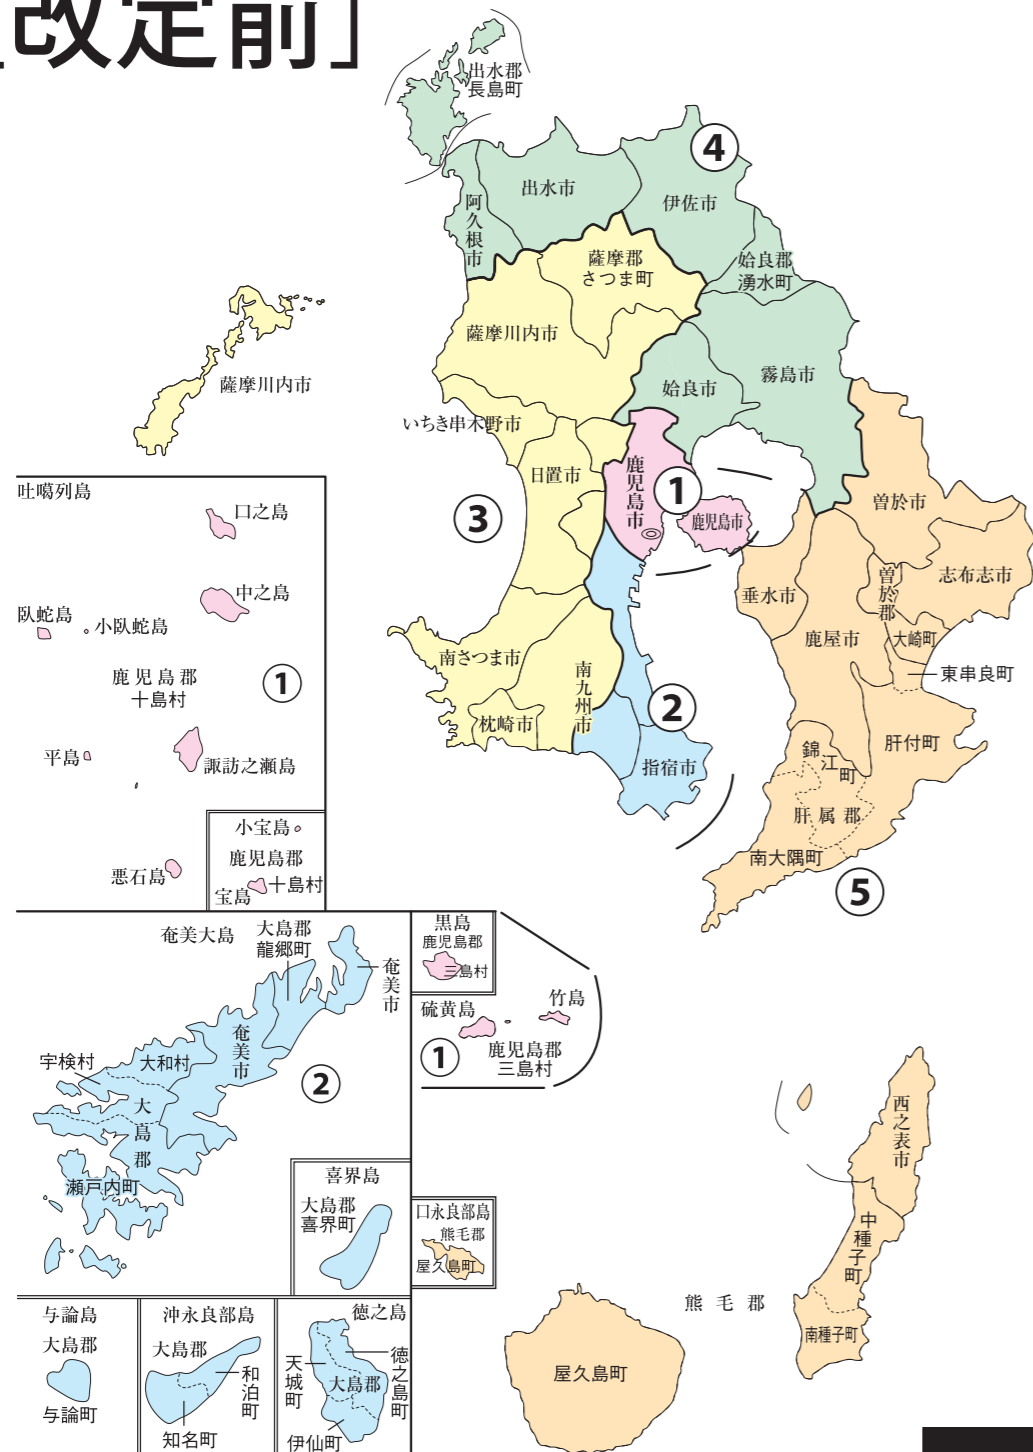 改定前」
出水郡
長島町
④
出水市
伊佐市
阿久根市
姶良郡
湧水町
薩摩郡
さつま町
薩摩川内市
霧島市
姶良市
薩摩川内市
いちき串木野市
日置市
鹿児島市
①
鹿児島市
③
曽於市
志布志市
曽於郡
大崎町
東串良町
垂水市
鹿屋市
肝付町
錦江町
肝属郡
南大隅町
⑤
南さつま市
南九州市
枕崎市
②
指宿市
吐噶列島
口之島
中之島
臥蛇島
小臥蛇島
鹿児島郡
十島村
①
平島
諏訪之瀬島
悪石島
小宝島
鹿児島郡
十島村
宝島
奄美大島
大島郡
龍郷町
奄美市
奄美市
大和村
宇検村
②
大島郡
瀬戸内町
黒島
鹿児島郡
三島村
硫黄島
竹島
①
鹿児島郡
三島村
喜界島
大島郡
喜界町
口永良部島
熊毛郡
屋久島町
西之表市
中種子町
南種子町
熊毛郡
屋久島町
与論島
大島郡
与論町
沖永良部島
大島郡
和泊町
知名町
徳之島
天城町
大島郡
徳之島町
伊仙町